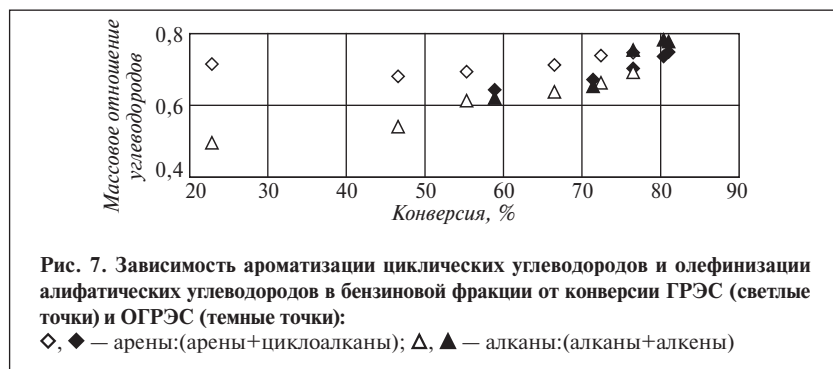 Массовое отношение
углеводородов
0,8
0,6
0,4
20 30 40 50 60 70 80 90
Конверсия, %
Рис. 7. Зависимость ароматизации циклических углеводородов и олефинизации
алифатических углеводородов в бензиновой фракции от конверсии ГРЭС (светлые
точки) и ОГРЭС (темные точки):
◇, ◆ — арены:(арены+циклоалканы); △, ▲ — алканы:(алканы+алкены)